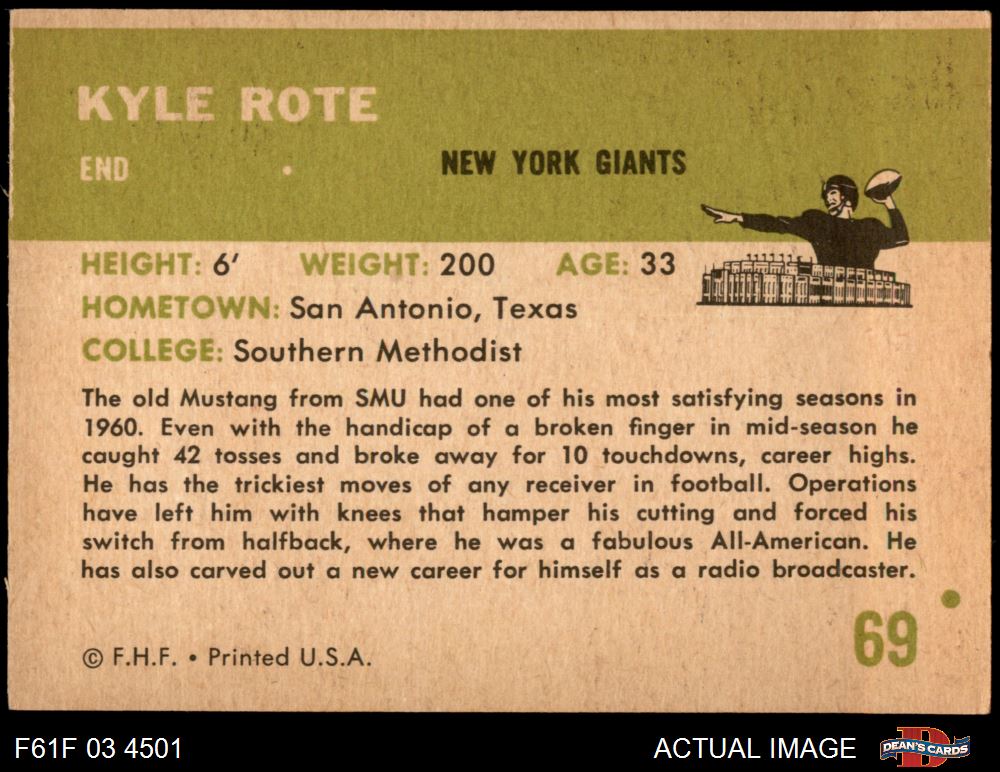 KYLE ROTE
END
NEW YORK GIANTS
HEIGHT: 6' WEIGHT: 200 AGE: 33
HOMETOWN: San Antonio, Texas
COLLEGE: Southern Methodist
The old Mustang from SMU had one of his most satisfying seasons in
1960. Even with the handicap of a broken finger in mid-season he
caught 42 tosses and broke away for 10 touchdowns, career highs.
He has the trickiest moves of any receiver in football. Operations
have left him with knees that hamper his cutting and forced his
switch from halfback, where he was a fabulous All-American. He
has also carved out a new career for himself as a radio broadcaster.
69
© F.H.F. • Printed U.S.A.
F61F 03 4501
ACTUAL IMAGE
D
DEAN'S CARDS